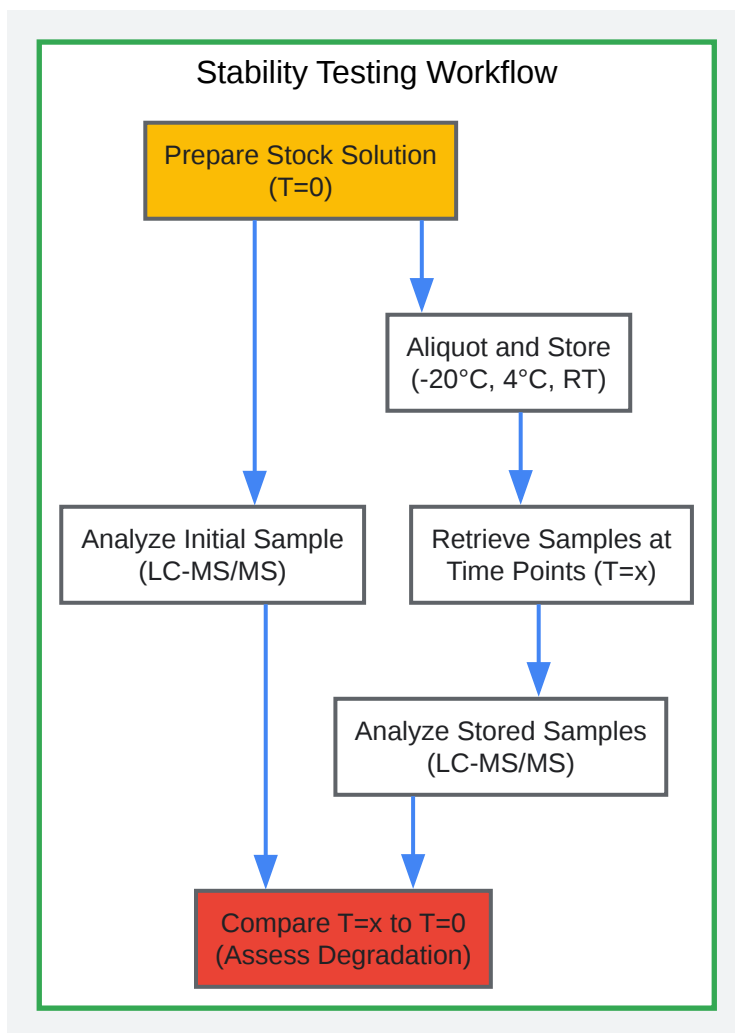 Stability Testing Workflow
Prepare Stock Solution
(T=0)
Aliquot and Store
(-20°C, 4°C, RT)
Analyze Initial Sample
(LC-MS/MS)
Retrieve Samples at
Time Points (T=x)
Analyze Stored Samples
(LC-MS/MS)
Compare T=x to T=0
(Assess Degradation)